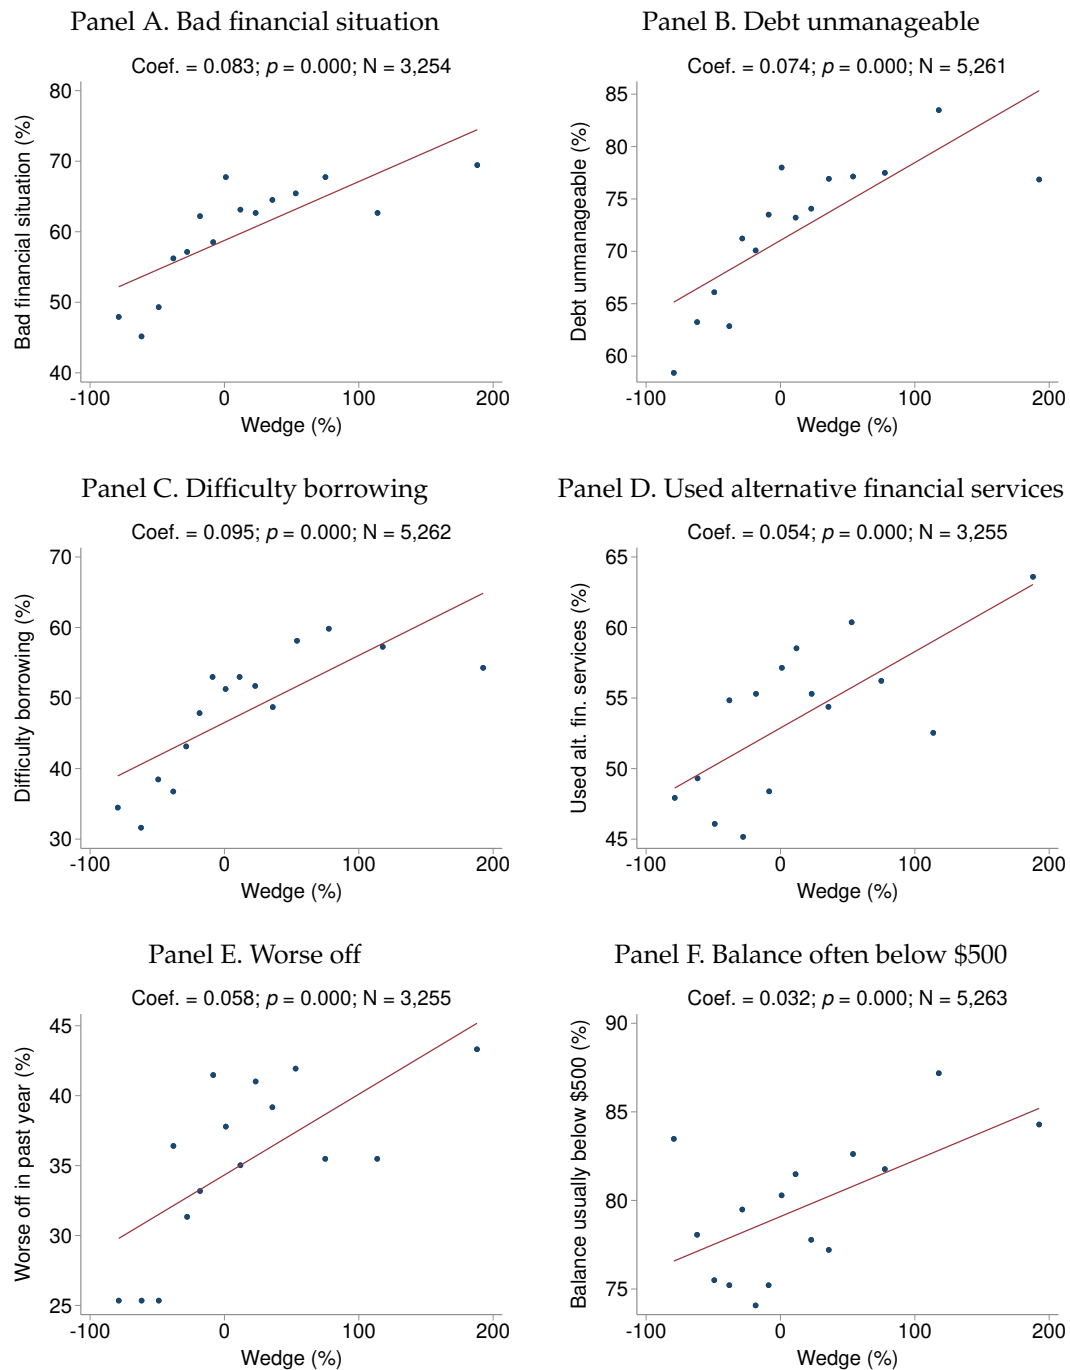 Panel A. Bad financial situation
Coef. = 0.083; p = 0.000; N = 3,254
Bad financial situation (%)
80
70
60
50
40
-100 0 100 200
Wedge (%)
Panel B. Debt unmanageable
Coef. = 0.074; p = 0.000; N = 5,261
Debt unmanageable (%)
85
80
75
70
65
60
-100 0 100 200
Wedge (%)
Panel C. Difficulty borrowing
Coef. = 0.095; p = 0.000; N = 5,262
Difficulty borrowing (%)
70
60
50
40
30
-100 0 100 200
Wedge (%)
Panel D. Used alternative financial services
Coef. = 0.054; p = 0.000; N = 3,255
Used alt. fin. services (%)
65
60
55
50
45
-100 0 100 200
Wedge (%)
Panel E. Worse off
Coef. = 0.058; p = 0.000; N = 3,255
Worse off in past year (%)
45
40
35
30
25
-100 0 100 200
Wedge (%)
Panel F. Balance often below $500
Coef. = 0.032; p = 0.000; N = 5,263
Balance usually below $500 (%)
90
85
80
75
-100 0 100 200
Wedge (%)